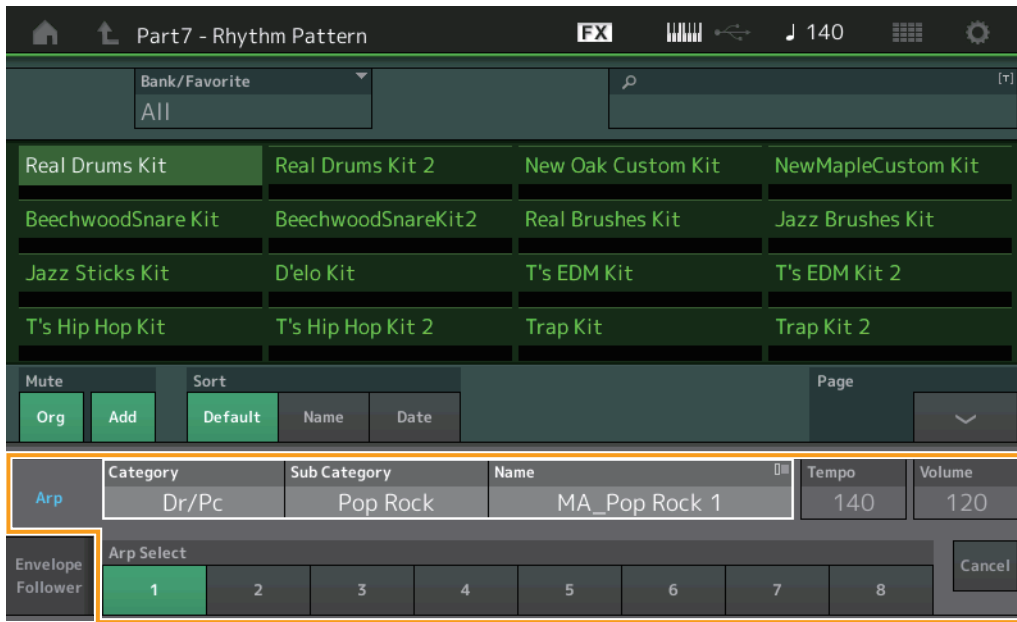 Part7 - Rhythm Pattern FX 140
Bank/Favorite [T]
All
Real Drums Kit Real Drums Kit 2 New Oak Custom Kit NewMapleCustom Kit
BeechwoodSnare Kit BeechwoodSnareKit2 Real Brushes Kit Jazz Brushes Kit
Jazz Sticks Kit D'elo Kit T's EDM Kit T's EDM Kit 2
T's Hip Hop Kit T's Hip Hop Kit 2 Trap Kit Trap Kit 2
Mute Sort Page
Org Add Default Name Date
Category Sub Category Name Tempo Volume
Arp Dr/Pc Pop Rock MA_Pop Rock 1 140 120
Arp Select
Envelope Follower 1 2 3 4 5 6 7 8 Cancel